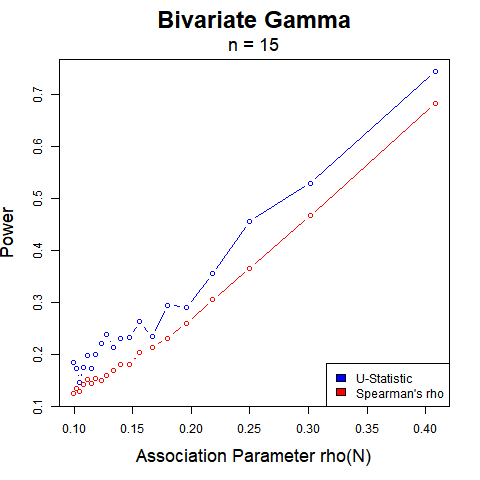 Bivariate Gamma
n = 15
Power
0.7
0.6
0.5
0.4
0.3
0.2
0.1
U-Statistic
Spearman's rho
0.10 0.15 0.20 0.25 0.30 0.35 0.40
Association Parameter rho(N)